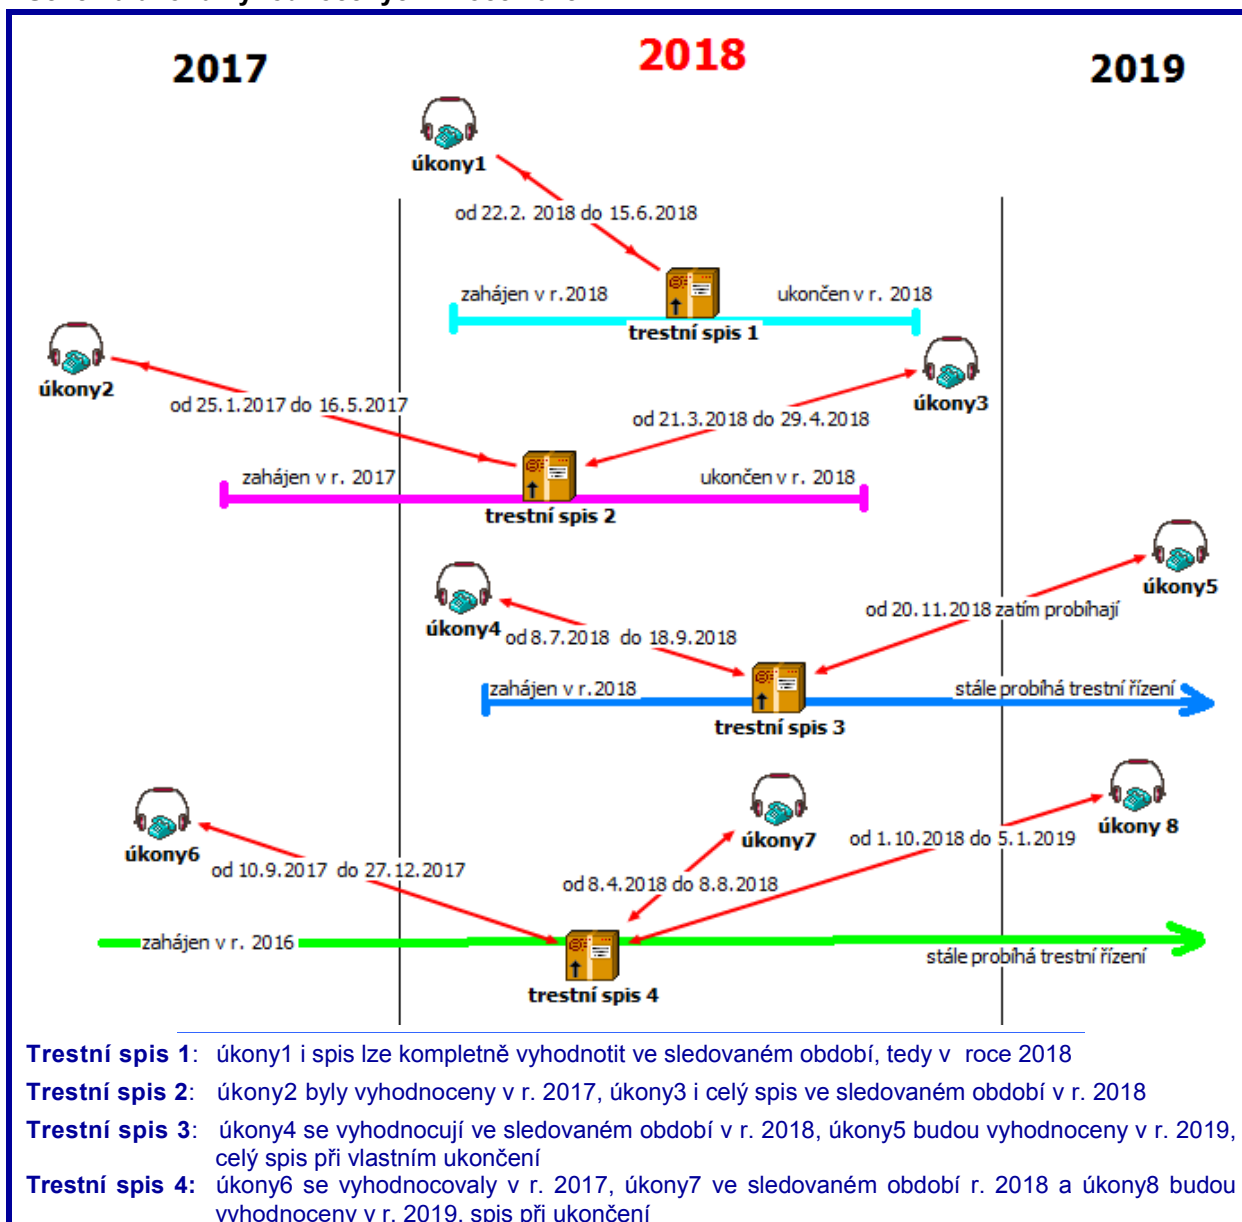 2017
2018
2019
úkony1
od 22.2. 2018 do 15.6.2018
zahájen v r.2018
ukončen v r. 2018
trestní spis 1
úkony2
úkony3
od 25.1.2017 do 16.5.2017
od 21.3.2018 do 29.4.2018
zahájen v r. 2017
ukončen v r. 2018
trestní spis 2
úkony4
úkony5
od 8.7.2018 do 18.9.2018
od 20.11.2018 zatím probíhají
zahájen v r.2018
stále probíhá trestní řízení
trestní spis 3
úkony6
úkony7
úkony 8
od 10.9.2017 do 27.12.2017
od 8.4.2018 do 8.8.2018
od 1.10.2018 do 5.1.2019
zahájen v r. 2016
stále probíhá trestní řízení
trestní spis 4
Trestní spis 1: úkony1 i spis lze kompletně vyhodnotit ve sledovaném období, tedy v roce 2018
Trestní spis 2: úkony2 byly vyhodnoceny v r. 2017, úkony3 i celý spis ve sledovaném období v r. 2018
Trestní spis 3: úkony4 se vyhodnocují ve sledovaném období v r. 2018, úkony5 budou vyhodnoceny v r. 2019,
celý spis při vlastním ukončení
Trestní spis 4: úkony6 se vyhodnocovaly v r. 2017, úkony7 ve sledovaném období r. 2018 a úkony8 budou
vyhodnoceny v r. 2019, spis při ukončení